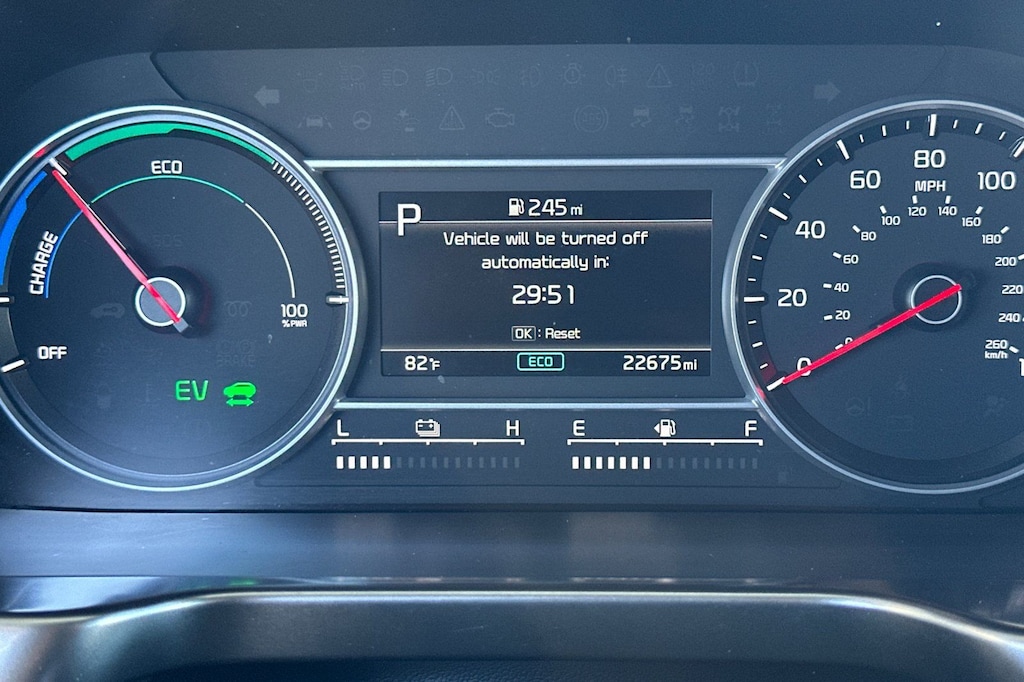 P
245 mi
Vehicle will be turned off
automatically in:
29:51
OK : Reset
82°F
ECO
22675mi
ECO
CHARGE
100
%PWR
OFF
EV
L H
E F
80
MPH
60
100
40
20
0
120 140
100
160
80
180
60
200
40
220
20
240
0
260
km/h